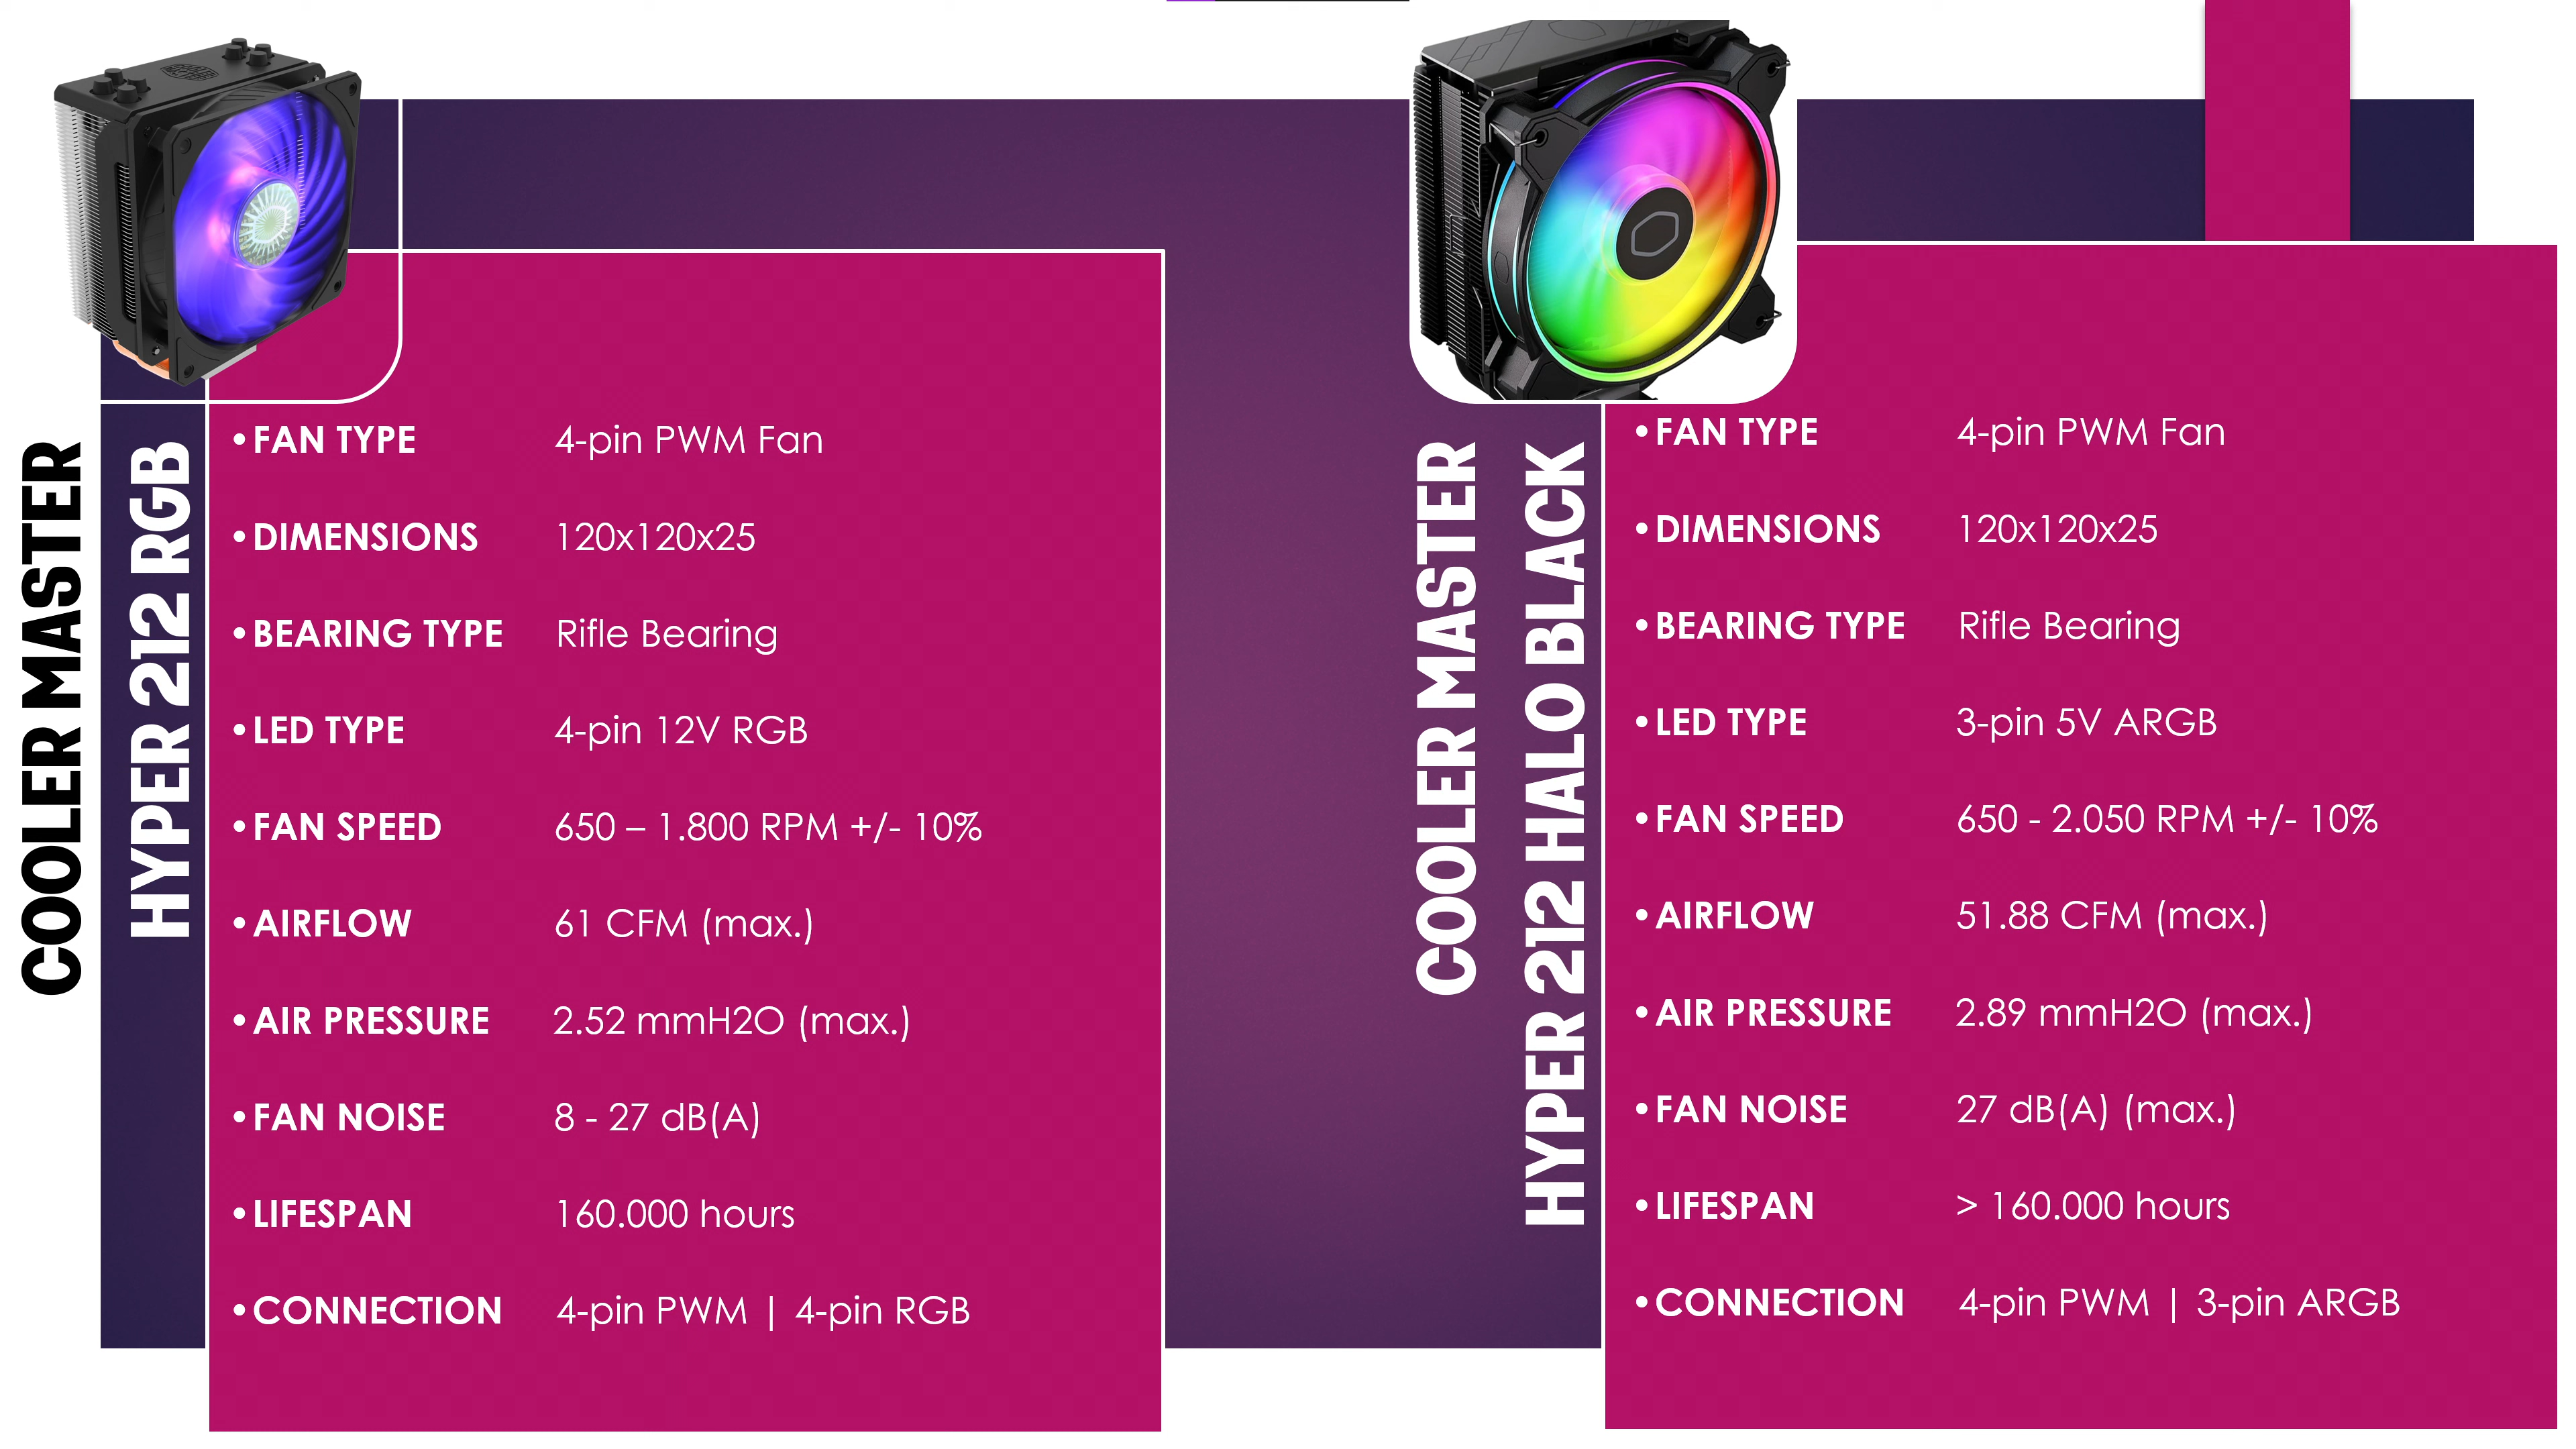 COOLER MASTER
HYPER 212 RGB
•FAN TYPE 4-pin PWM Fan
•DIMENSIONS 120x120x25
•BEARING TYPE Rifle Bearing
•LED TYPE 4-pin 12V RGB
•FAN SPEED 650 – 1.800 RPM +/- 10%
•AIRFLOW 61 CFM (max.)
•AIR PRESSURE 2.52 mmH2O (max.)
•FAN NOISE 8 - 27 dB(A)
•LIFESPAN 160.000 hours
•CONNECTION 4-pin PWM | 4-pin RGB
COOLER MASTER
HYPER 212 HALO BLACK
•FAN TYPE 4-pin PWM Fan
•DIMENSIONS 120x120x25
•BEARING TYPE Rifle Bearing
•LED TYPE 3-pin 5V ARGB
•FAN SPEED 650 - 2.050 RPM +/- 10%
•AIRFLOW 51.88 CFM (max.)
•AIR PRESSURE 2.89 mmH2O (max.)
•FAN NOISE 27 dB(A) (max.)
•LIFESPAN > 160.000 hours
•CONNECTION 4-pin PWM | 3-pin ARGB